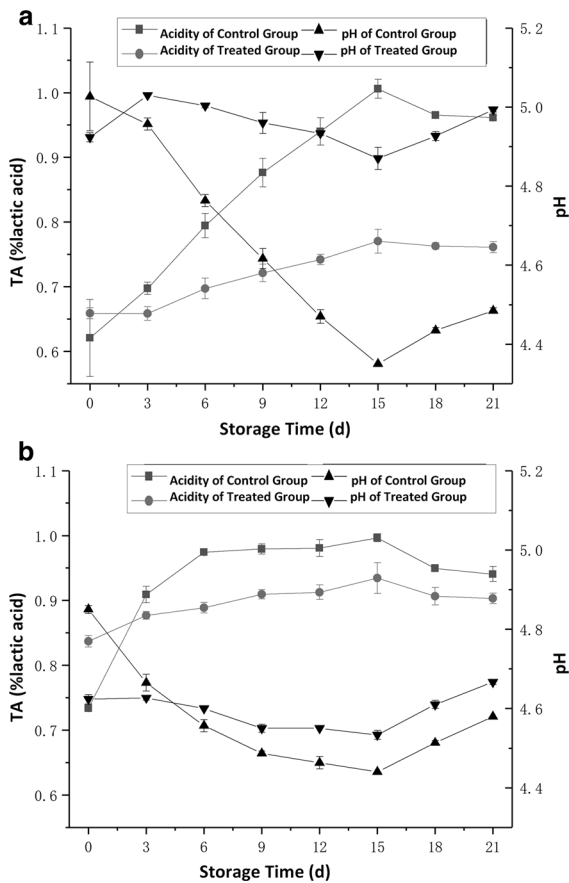 a
Acidity of Control Group pH of Control Group
Acidity of Treated Group pH of Treated Group
TA (%lactic acid)
1.1
1.0
0.9
0.8
0.7
0.6
5.2
5.0
4.8
4.6
4.4
pH
0 3 6 9 12 15 18 21
Storage Time (d)
b
Acidity of Control Group pH of Control Group
Acidity of Treated Group pH of Treated Group
TA (%lactic acid)
1.1
1.0
0.9
0.8
0.7
0.6
5.2
5.0
4.8
4.6
4.4
pH
0 3 6 9 12 15 18 21
Storage Time (d)